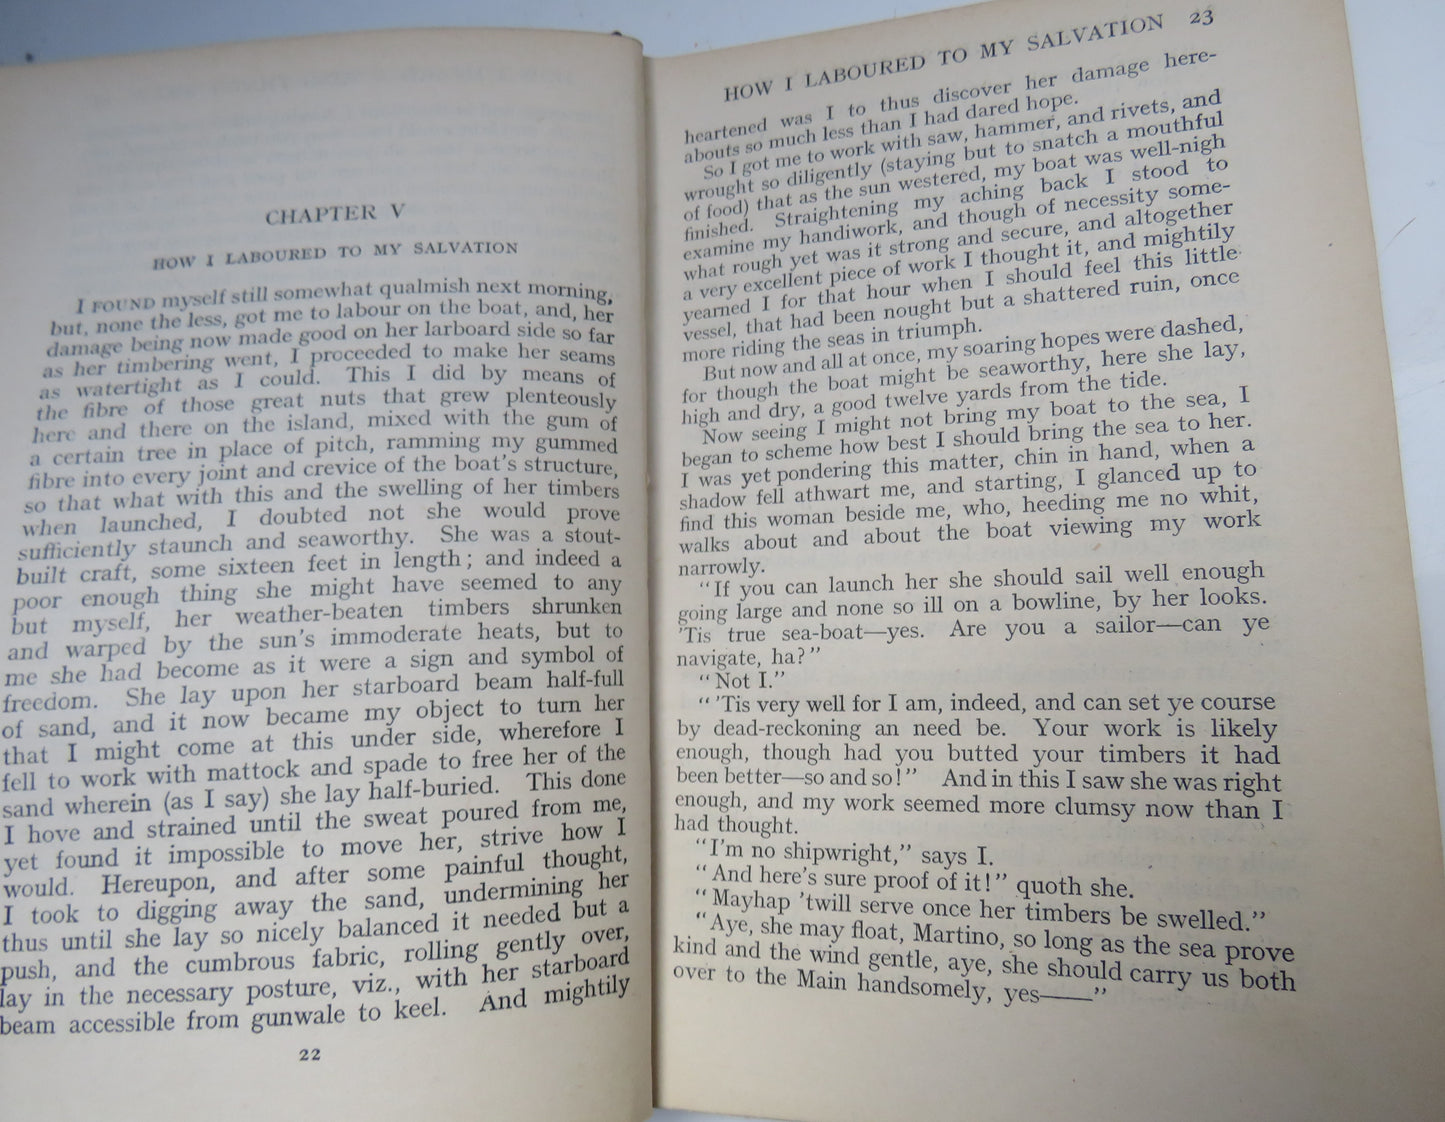 CHAPTER V
HOW I LABOURED TO MY SALVATION
I FOUND myself still somewhat qualmish next morning,
but, none the less, got me to labour on the boat, and, her
damage being now made good on her larboard side so far
as her timbering went, I proceeded to make her seams
as watertight as I could. This I did by means of
the fibre of those great nuts that grew plenteously
here and there on the island, mixed with the gum of
a certain tree in place of pitch, ramming my gummed
fibre into every joint and crevice of the boat's structure,
so that what with this and the swelling of her timbers
when launched, I doubted not she would prove
sufficiently staunch and seaworthy. She was a stout-
built craft, some sixteen feet in length; and indeed a
poor enough thing she might have seemed to any
but myself, her weather-beaten timbers shrunken
and warped by the sun's immoderate heats, but to
me she had become as it were a sign and symbol of
freedom. She lay upon her starboard beam half-full
of sand, and it now became my object to turn her
that I might come at this under side, wherefore I
fell to work with mattock and spade to free her of the
sand wherein (as I say) she lay half-buried. This done
I hove and strained until the sweat poured from me,
yet found it impossible to move her, strive how I
would. Hereupon, and after some painful thought,
I took to digging away the sand, undermining her
thus until she lay so nicely balanced it needed but a
push, and the cumbrous fabric, rolling gently over,
lay in the necessary posture, viz., with her starboard
beam accessible from gunwale to keel. And mightily
22
HOW I LABOURED TO MY SALVATION 23
heartened was I to thus discover her damage here-
abouts so much less than I had dared hope.
So I got me to work with saw, hammer, and rivets, and
wrought so diligently (staying but to snatch a mouthful
of food) that as the sun westered, my boat was well-nigh
finished. Straightening my aching back I stood to
examine my handiwork, and though of necessity some-
what rough yet was it strong and secure, and altogether
a very excellent piece of work I thought it, and mightily
yearned I for that hour when I should feel this little
vessel, that had been nought but a shattered ruin, once
more riding the seas in triumph.
But now and all at once, my soaring hopes were dashed,
for though the boat might be seaworthy, here she lay,
high and dry, a good twelve yards from the tide.
Now seeing I might not bring my boat to the sea, I
began to scheme how best I should bring the sea to her.
I was yet pondering this matter, chin in hand, when a
shadow fell athwart me, and starting, I glanced up to
find this woman beside me, who, heeding me no whit,
walks about and about the boat viewing my work
narrowly.
"If you can launch her she should sail well enough
going large and none so ill on a bowline, by her looks.
'Tis true sea-boat—yes. Are you a sailor—can ye
navigate, ha?"
"Not I."
"'Tis very well for I am, indeed, and can set ye course
by dead-reckoning an need be. Your work is likely
enough, though had you butted your timbers it had
been better—so and so!" And in this I saw she was right
enough, and my work seemed more clumsy now than I
had thought.
"I'm no shipwright," says I.
"And here's sure proof of it!" quoth she.
"Mayhap 'twill serve once her timbers be swelled."
"Aye, she may float, Martino, so long as the sea prove
kind and the wind gentle, aye, she should carry us both
over to the Main handsomely, yes——"